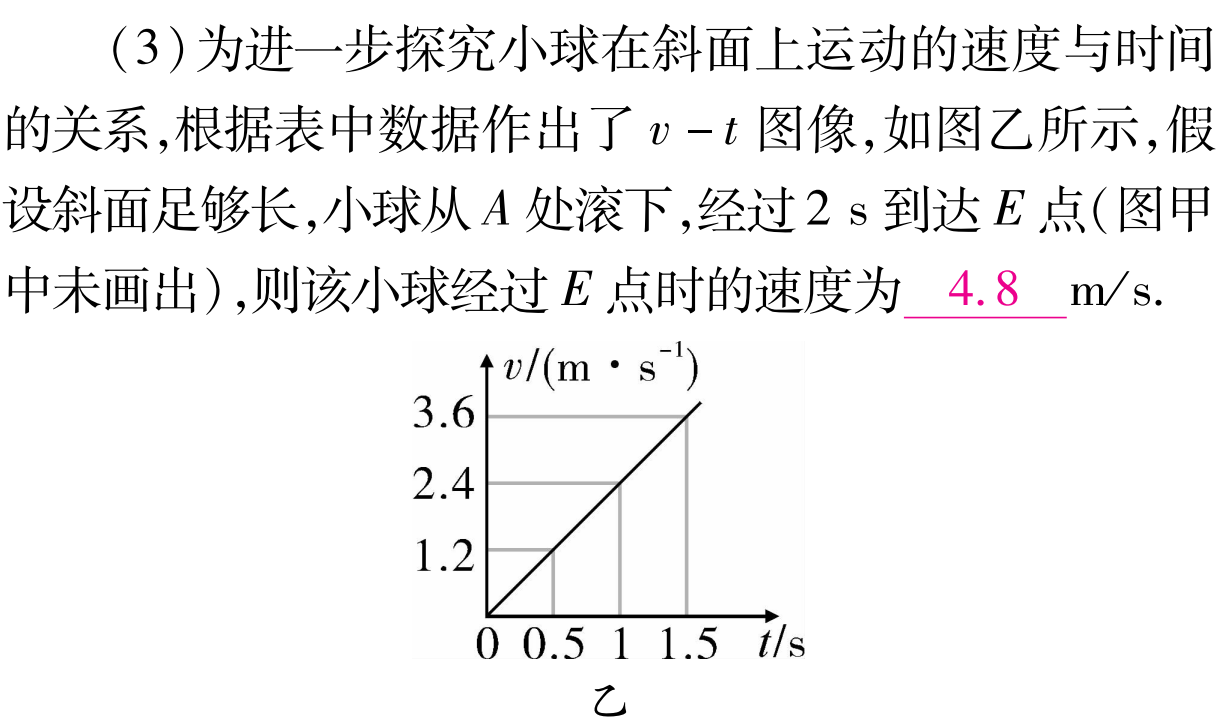 (3)为进一步探究小球在斜面上运动的速度与时间
的关系,根据表中数据作出了 v－t 图像,如图乙所示,假
设斜面足够长,小球从 A 处滚下,经过 2 s 到达 E 点(图甲
中未画出),则该小球经过 E 点时的速度为 4.8 m/s.
v/(m·s⁻¹)
3.6
2.4
1.2
0 0.5 1 1.5 t/s
乙